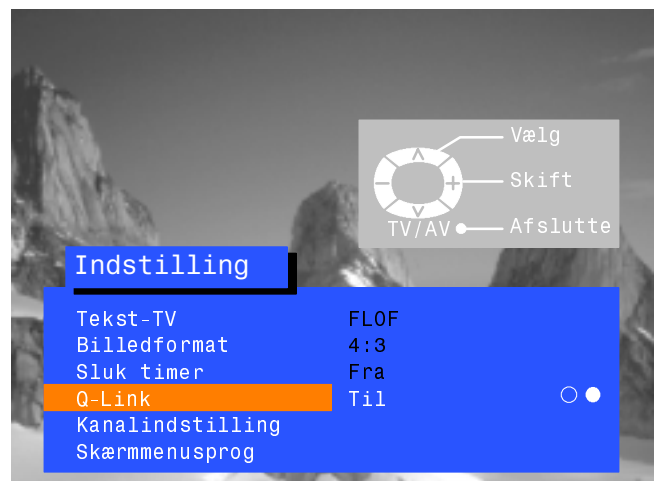 Vælg
Skift
TV/AV Afslutte
Indstilling
Tekst-TV FLOF
Billedformat 4:3
Sluk timer Fra
Q-Link Til
Kanalindstilling
Skærmmenusprog